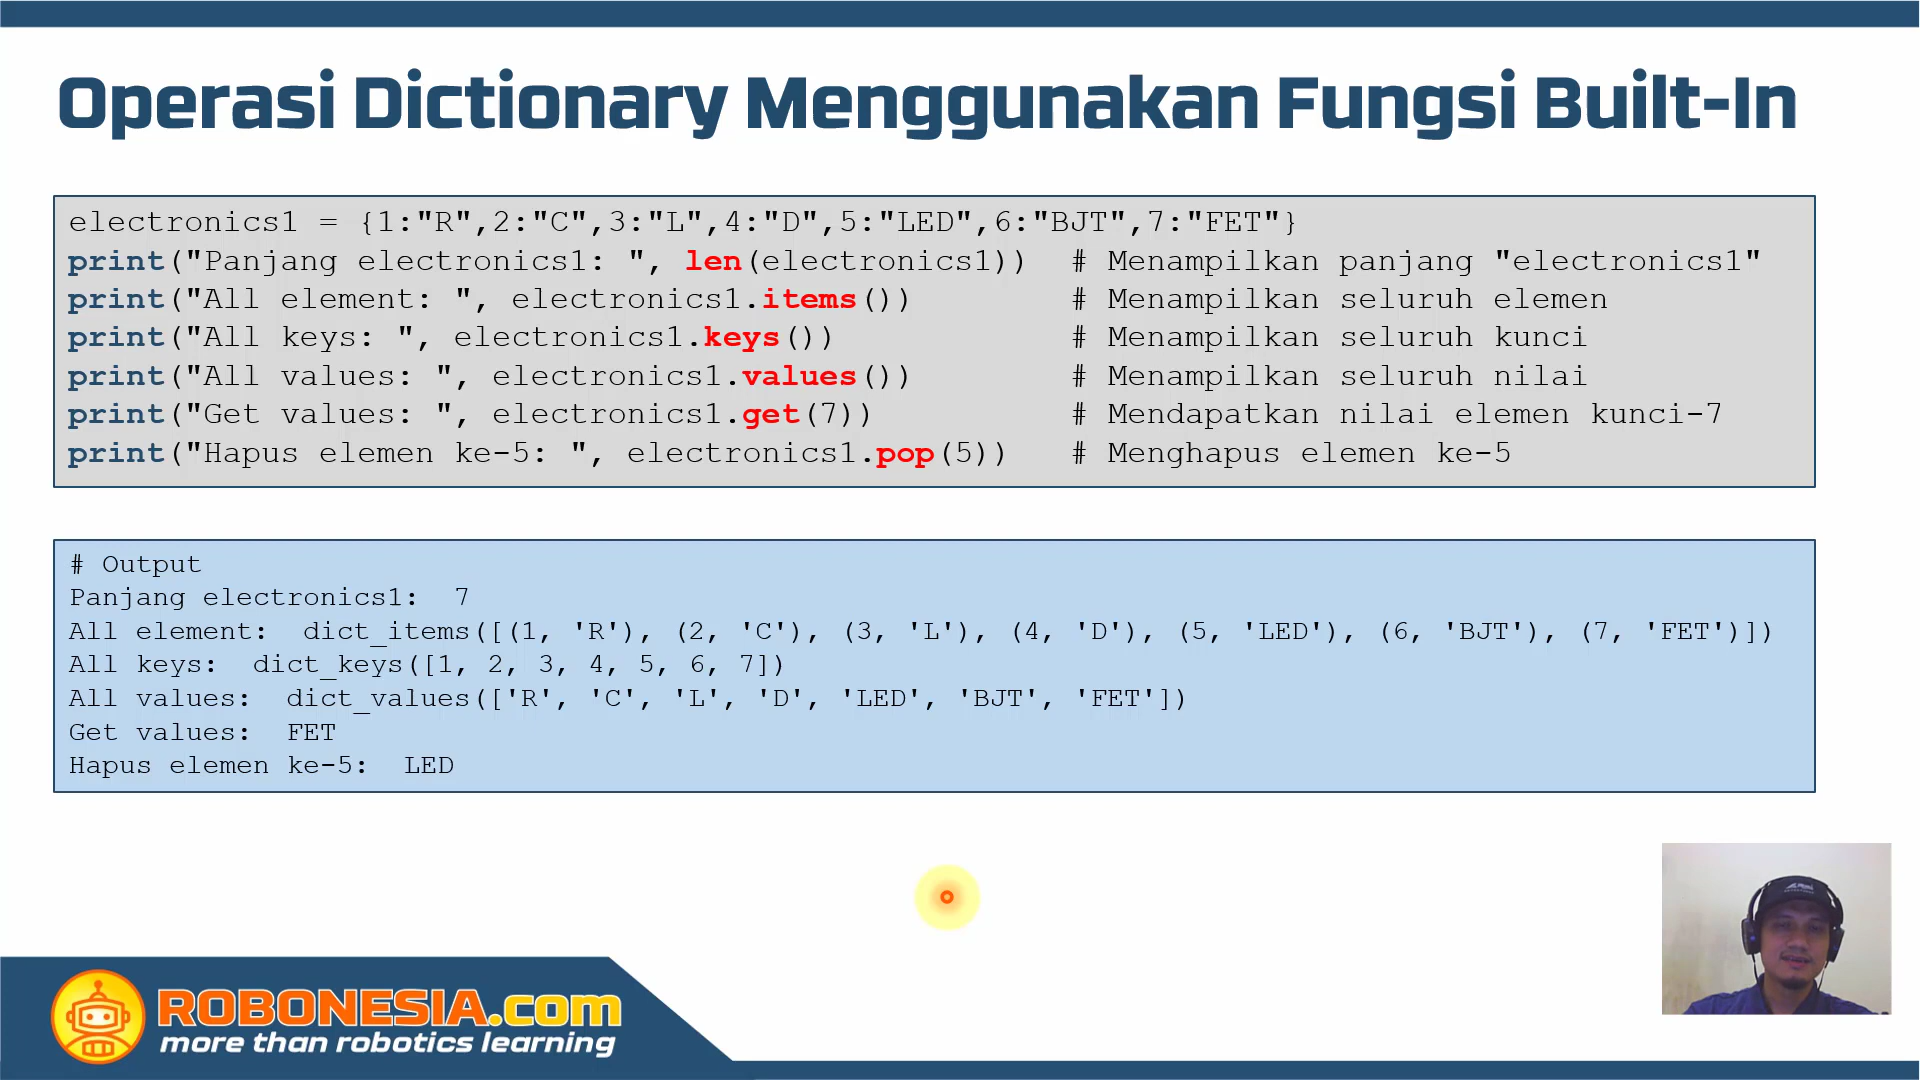 Operasi Dictionary Menggunakan Fungsi Built-In
electronics1 = {1:"R",2:"C",3:"L",4:"D",5:"LED",6:"BJT",7:"FET"}
print("Panjang electronics1: ", len(electronics1)) # Menampilkan panjang "electronics1"
print("All element: ", electronics1.items()) # Menampilkan seluruh elemen
print("All keys: ", electronics1.keys()) # Menampilkan seluruh kunci
print("All values: ", electronics1.values()) # Menampilkan seluruh nilai
print("Get values: ", electronics1.get(7)) # Mendapatkan nilai elemen kunci-7
print("Hapus elemen ke-5: ", electronics1.pop(5)) # Menghapus elemen ke-5
# Output
Panjang electronics1:  7
All element:  dict_items([(1, 'R'), (2, 'C'), (3, 'L'), (4, 'D'), (5, 'LED'), (6, 'BJT'), (7, 'FET')])
All keys:  dict_keys([1, 2, 3, 4, 5, 6, 7])
All values:  dict_values(['R', 'C', 'L', 'D', 'LED', 'BJT', 'FET'])
Get values:  FET
Hapus elemen ke-5:  LED
ROBONESIA.com
more than robotics learning